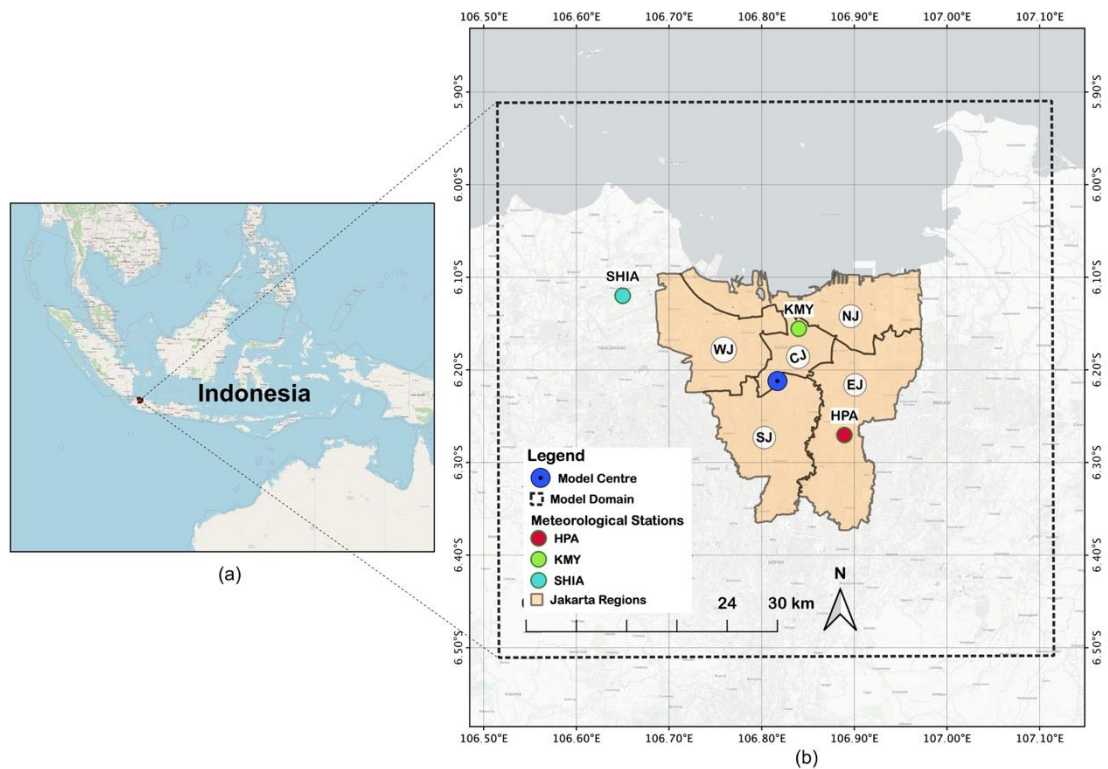 106.50°E 106.60°E 106.70°E 106.80°E 106.90°E 107.00°E 107.10°E
5.90°S 5.90°S
6.00°S 6.00°S
6.10°S 6.10°S
6.20°S 6.20°S
6.30°S 6.30°S
6.40°S 6.40°S
6.50°S 6.50°S
Indonesia
(a)
SHIA
KMY
NJ
WJ
CJ
EJ
HPA
SJ
Legend
Model Centre
Model Domain
Meteorological Stations
HPA
KMY
SHIA
Jakarta Regions
24 30 km
N
106.50°E 106.60°E 106.70°E 106.80°E 106.90°E 107.00°E 107.10°E
(b)